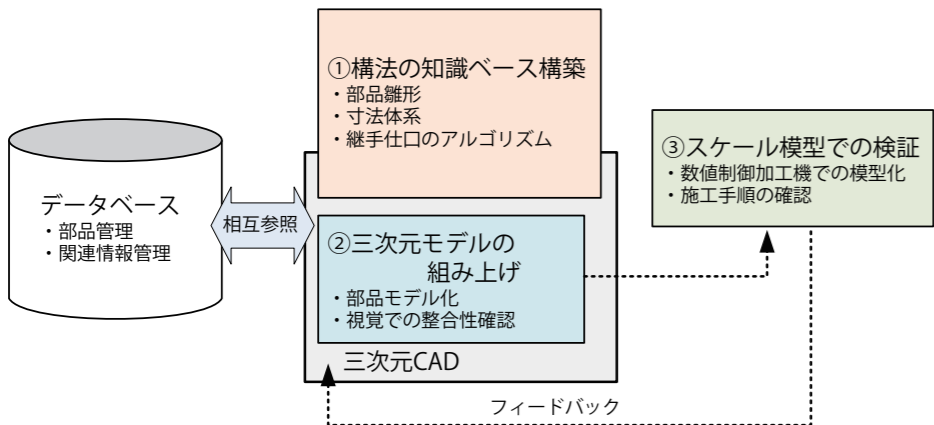 ①構法の知識ベース構築
・部品雛形
・寸法体系
・継手仕口のアルゴリズム
データベース
・部品管理
・関連情報管理
相互参照
②三次元モデルの
組み上げ
・部品モデル化
・視覚での整合性確認
三次元CAD
③スケール模型での検証
・数値制御加工機での模型化
・施工手順の確認
フィードバック